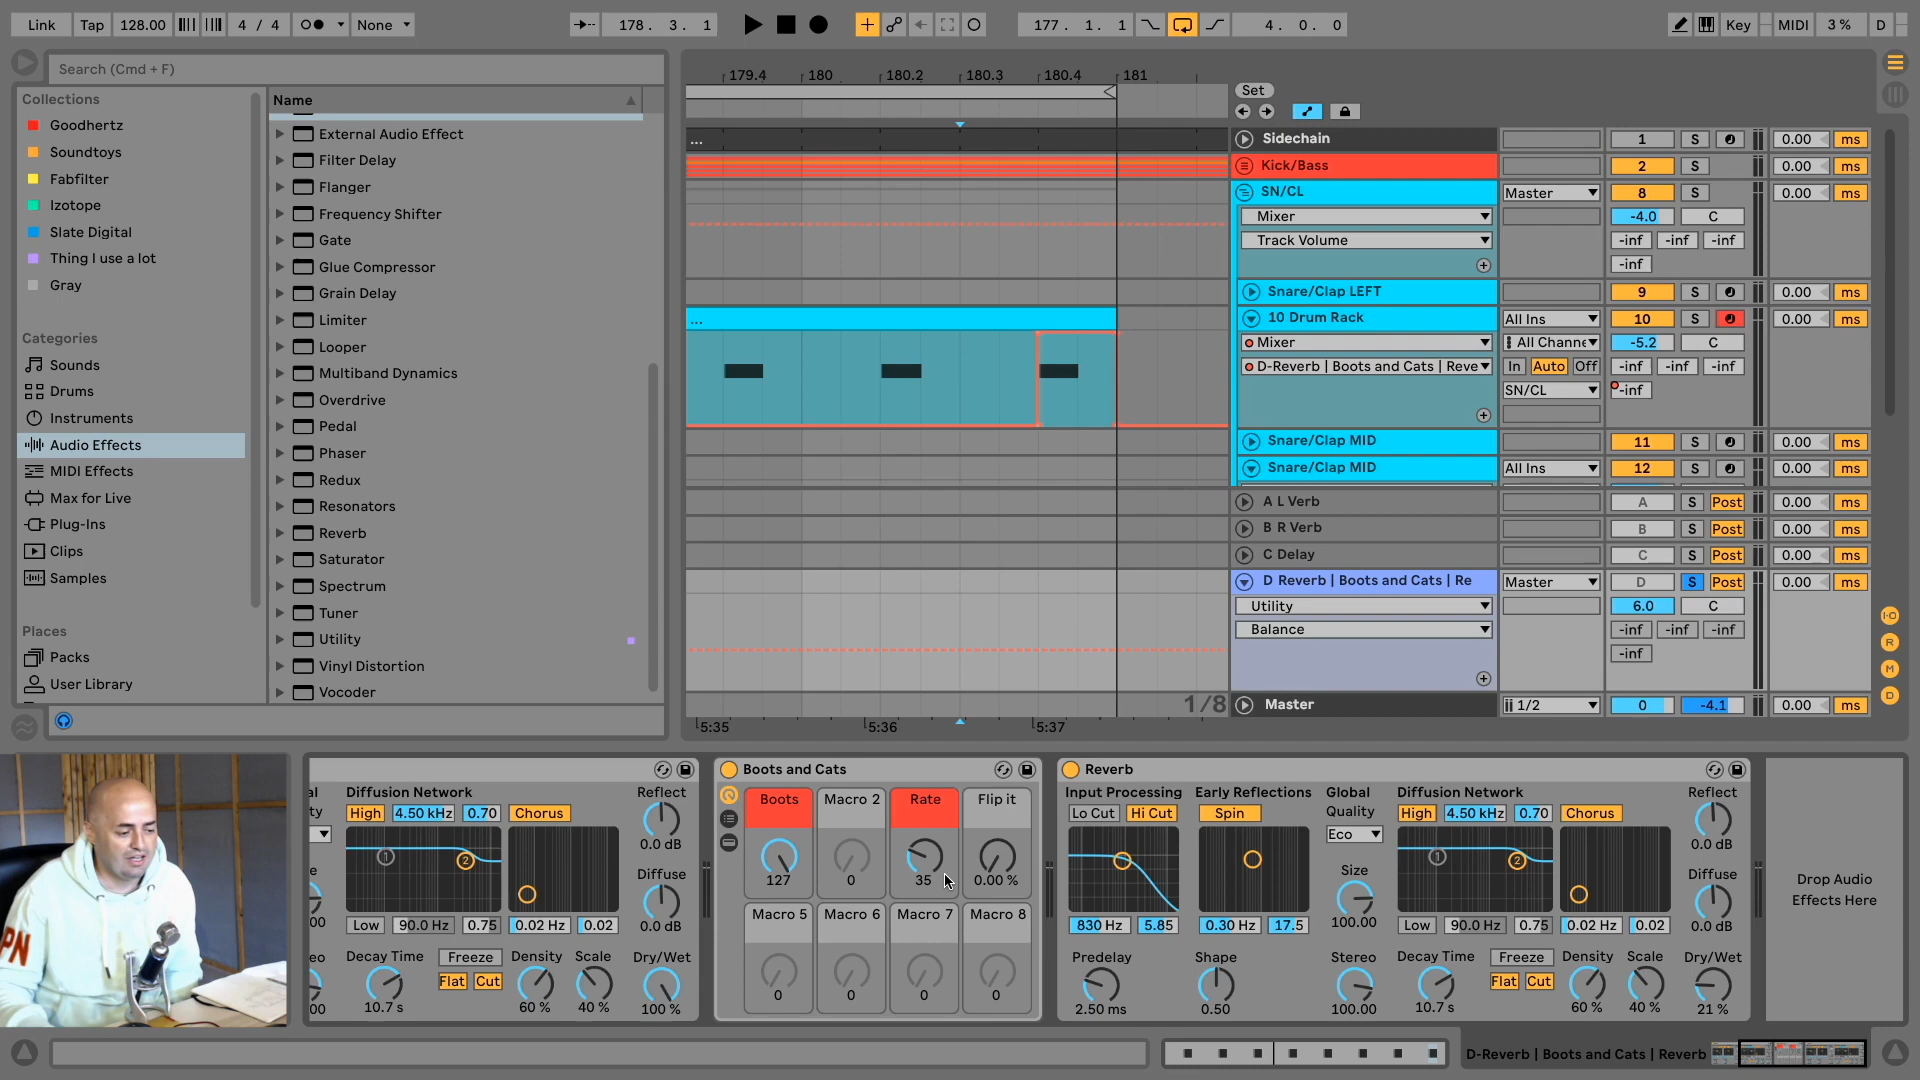 Link Tap 128.00 4 / 4 None 178. 3. 1 177. 1. 1 4. 0. 0 Key MIDI 3 % D
Search (Cmd + F)
Collections
Goodhertz
Soundtoys
Fabfilter
Izotope
Slate Digital
Thing I use a lot
Gray
Categories
Sounds
Drums
Instruments
Audio Effects
MIDI Effects
Max for Live
Plug-Ins
Clips
Samples
Places
Packs
User Library
Name
External Audio Effect
Filter Delay
Flanger
Frequency Shifter
Gate
Glue Compressor
Grain Delay
Limiter
Looper
Multiband Dynamics
Overdrive
Pedal
Phaser
Redux
Resonators
Reverb
Saturator
Spectrum
Tuner
Utility
Vinyl Distortion
Vocoder
179.4 180 180.2 180.3 180.4 181
...
...
1/8
5:35 5:36 5:37
Set
Sidechain 1 S 0.00 ms
Kick/Bass 2 S 0.00 ms
SN/CL Master 8 S 0.00 ms
Mixer -4.0 C
Track Volume -inf -inf -inf
-inf
Snare/Clap LEFT 9 S 0.00 ms
10 Drum Rack All Ins 10 S 0.00 ms
Mixer All Channe -5.2 C
D-Reverb | Boots and Cats | Reve In Auto Off -inf -inf -inf
SN/CL -inf
Snare/Clap MID 11 S 0.00 ms
Snare/Clap MID All Ins 12 S 0.00 ms
A L Verb A S Post 0.00 ms
B R Verb B S Post 0.00 ms
C Delay C S Post 0.00 ms
D Reverb | Boots and Cats | Re Master D S Post 0.00 ms
Utility 6.0 C
Balance -inf -inf -inf
-inf
Master 1/2 0 -4.1 0.00 ms
I·O
R
M
D
al Diffusion Network Reflect
ty High 4.50 kHz 0.70 Chorus
0.0 dB
1 2
Diffuse
00 Low 90.0 Hz 0.75 0.02 Hz 0.02 0.0 dB
eo Decay Time Freeze Density Scale Dry/Wet
Flat Cut
00 10.7 s 60 % 40 % 100 %
Boots and Cats
Boots Macro 2 Rate Flip it
127 0 35 0.00 %
Macro 5 Macro 6 Macro 7 Macro 8
0 0 0 0
Reverb
Input Processing Early Reflections Global Diffusion Network Reflect
Lo Cut Hi Cut Spin Quality High 4.50 kHz 0.70 Chorus
Eco 0.0 dB
1 2
Size Diffuse
830 Hz 5.85 0.30 Hz 17.5 100.00 Low 90.0 Hz 0.75 0.02 Hz 0.02 0.0 dB
Predelay Shape Stereo Decay Time Freeze Density Scale Dry/Wet
Flat Cut
2.50 ms 0.50 100.00 10.7 s 60 % 40 % 21 %
Drop Audio
Effects Here
PN
D-Reverb | Boots and Cats | Reverb